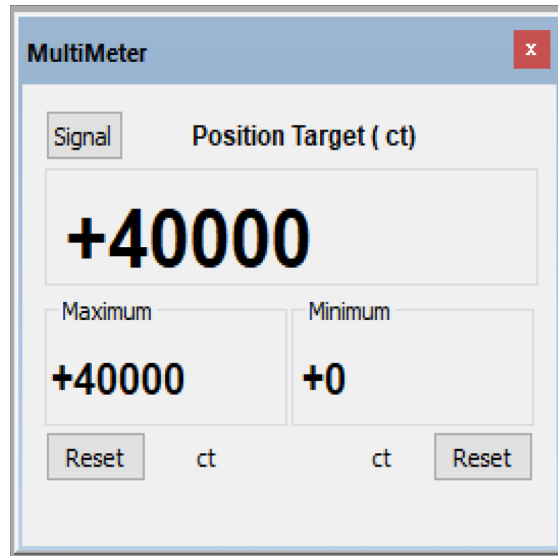 MultiMeter x
Signal Position Target ( ct)
+40000
Maximum Minimum
+40000 +0
Reset ct ct Reset